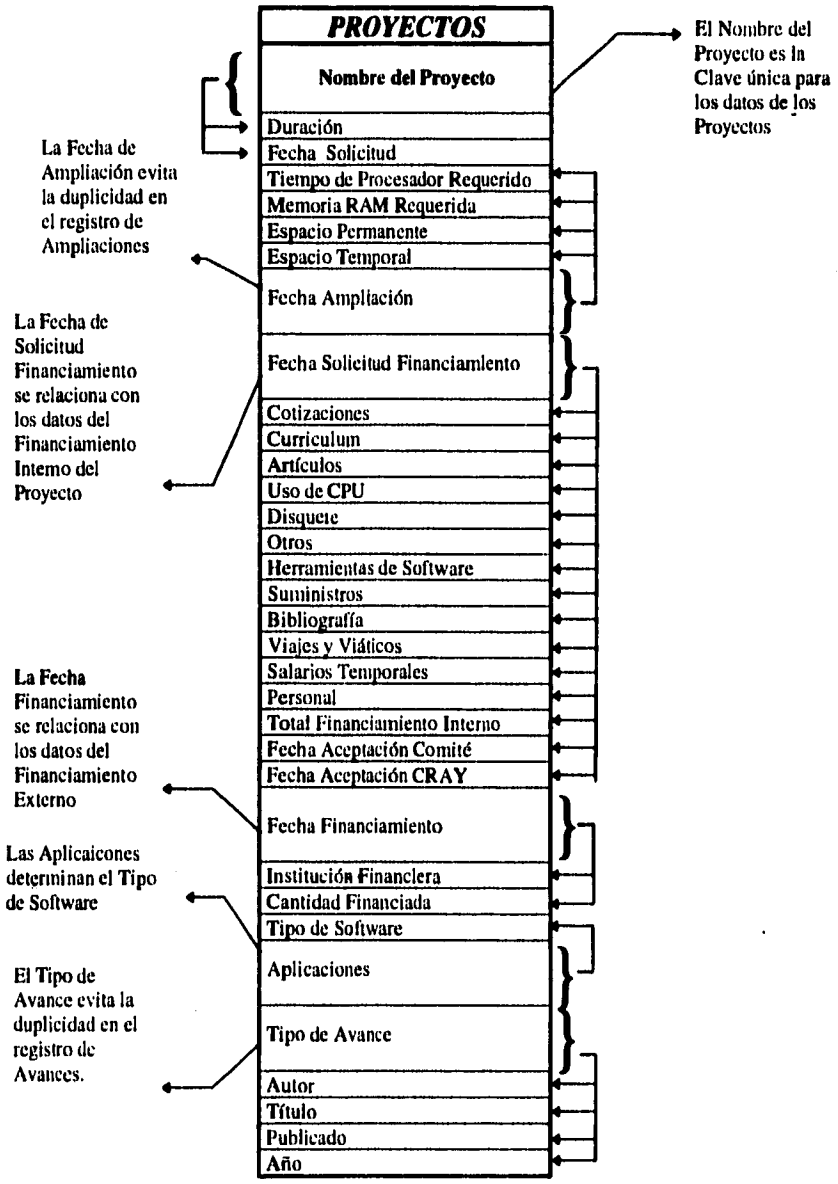 PROYECTOS
Nombre del Proyecto
Duración
Fecha Solicitud
Tiempo de Procesador Requerido
Memoria RAM Requerida
Espacio Permanente
Espacio Temporal
Fecha Ampliación
Fecha Solicitud Financiamiento
Cotizaciones
Curriculum
Artículos
Uso de CPU
Disquete
Otros
Herramientas de Software
Suministros
Bibliografía
Viajes y Viáticos
Salarios Temporales
Personal
Total Financiamiento Interno
Fecha Aceptación Comité
Fecha Aceptación CRAY
Fecha Financiamiento
Institución Financiera
Cantidad Financiada
Tipo de Software
Aplicaciones
Tipo de Avance
Autor
Título
Publicado
Año
El Nombre del
Proyecto es la
Clave única para
los datos de los
Proyectos
La Fecha de
Ampliación evita
la duplicidad en
el registro de
Ampliaciones
La Fecha de
Solicitud
Financiamiento
se relaciona con
los datos del
Financiamiento
Interno del
Proyecto
La Fecha
Financiamiento
se relaciona con
los datos del
Financiamiento
Externo
Las Aplicaicones
determinan el Tipo
de Software
El Tipo de
Avance evita la
duplicidad en el
registro de
Avances.